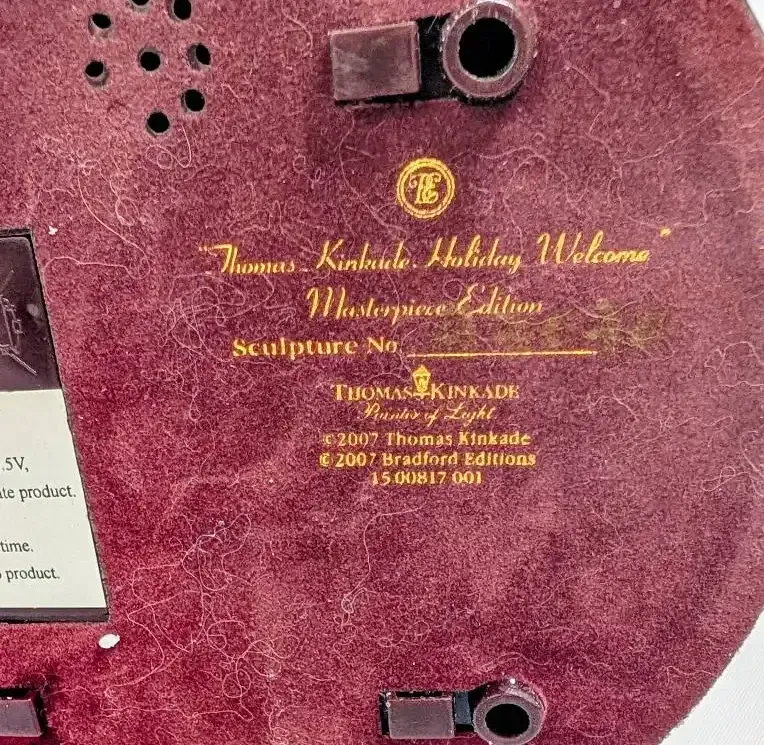 "Thomas Kinkade Holiday Welcome"
Masterpiece Edition
Sculpture No
THOMAS KINKADE
Painter of Light
©2007 Thomas Kinkade
©2007 Bradford Editions
15 00817 001
.5V,
te product.
time.
product.